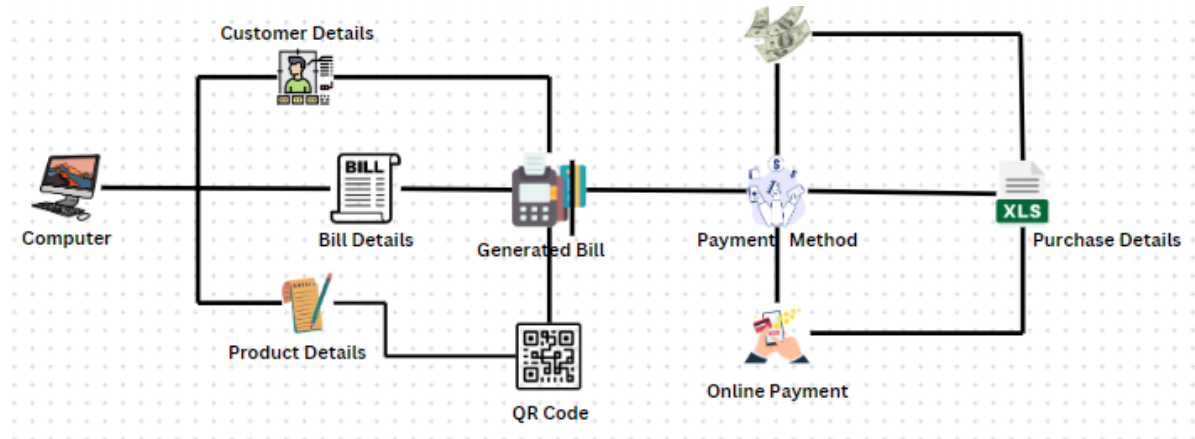 Customer Details
BILL
Computer
Bill Details
Generated Bill
Payment Method
XLS
Purchase Details
Product Details
QR Code
Online Payment